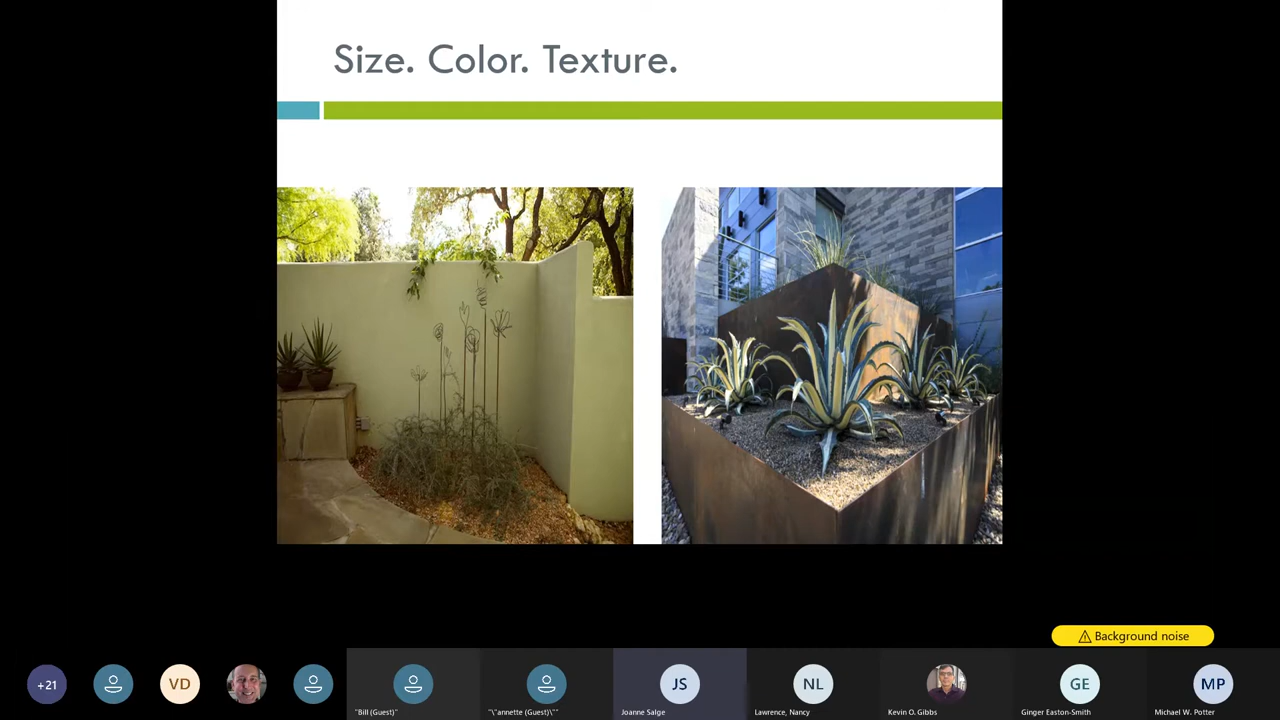 Size. Color. Texture.
Background noise
+21
VD
JS
NL
GE
MP
"Bill (Guest)"
"\"annette (Guest)\""
Joanne Salge
Lawrence, Nancy
Kevin O. Gibbs
Ginger Easton-Smith
Michael W. Potter